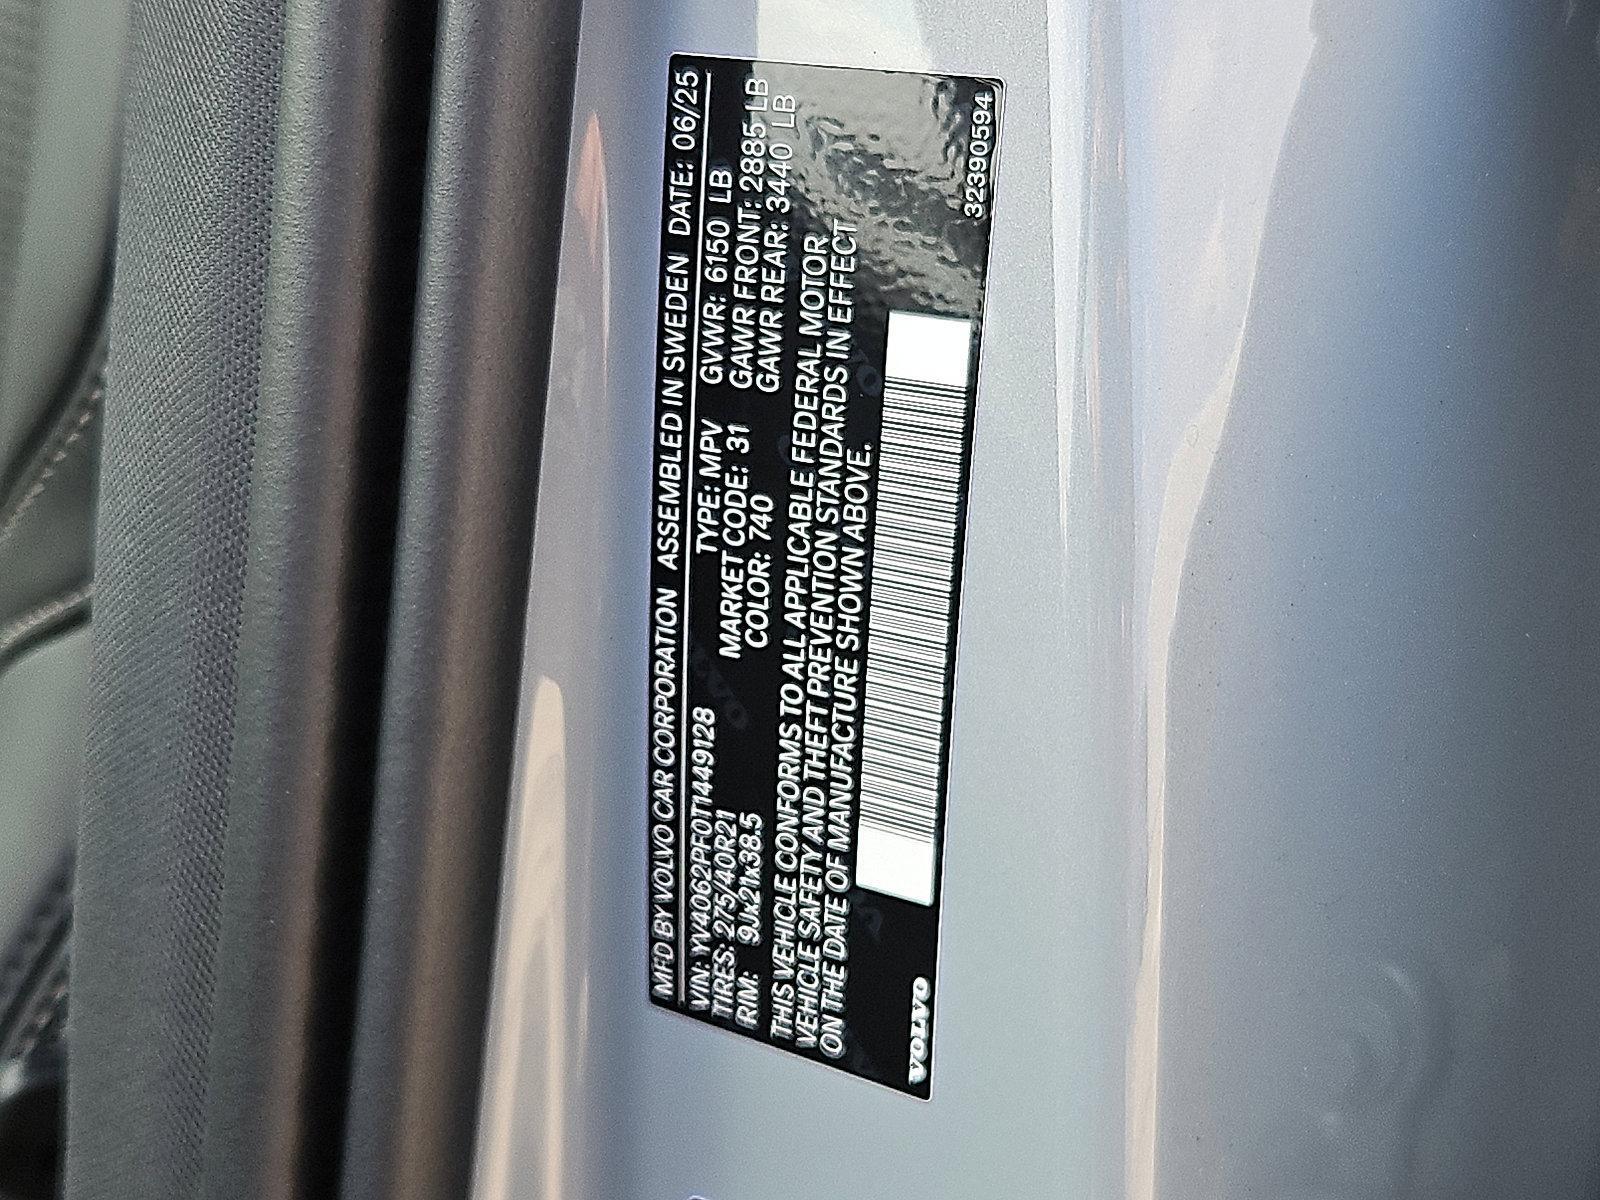 MFD BY VOLVO CAR CORPORATION ASSEMBLED IN SWEDEN DATE: 06/25
VIN: YV4062PF0T1449128 TYPE: MPV GVWR: 6150 LB
TIRES: 275/40R21 MARKET CODE: 31 GAWR FRONT: 2885 LB
RIM: 9Jx21x38.5 COLOR: 740 GAWR REAR: 3440 LB
THIS VEHICLE CONFORMS TO ALL APPLICABLE FEDERAL MOTOR
VEHICLE SAFETY AND THEFT PREVENTION STANDARDS IN EFFECT
ON THE DATE OF MANUFACTURE SHOWN ABOVE.
VOLVO
32390594